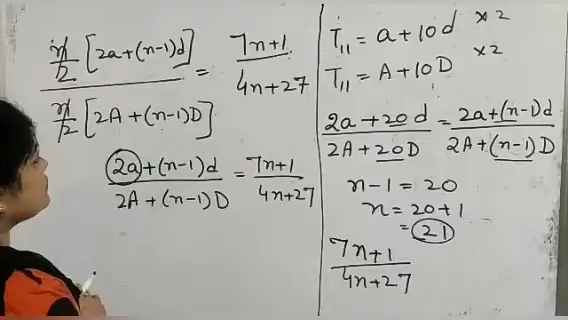 n/2 [2a+(n-1)d] / n/2 [2A+(n-1)D] = 7n+1 / 4n+27
2a+(n-1)d / 2A+(n-1)D = 7n+1 / 4n+27
T₁₁ = a+10d ×2
T₁₁ = A+10D ×2
2a+20d / 2A+20D = 2a+(n-1)d / 2A+(n-1)D
n-1 = 20
n = 20+1
= 21
7n+1 / 4n+27